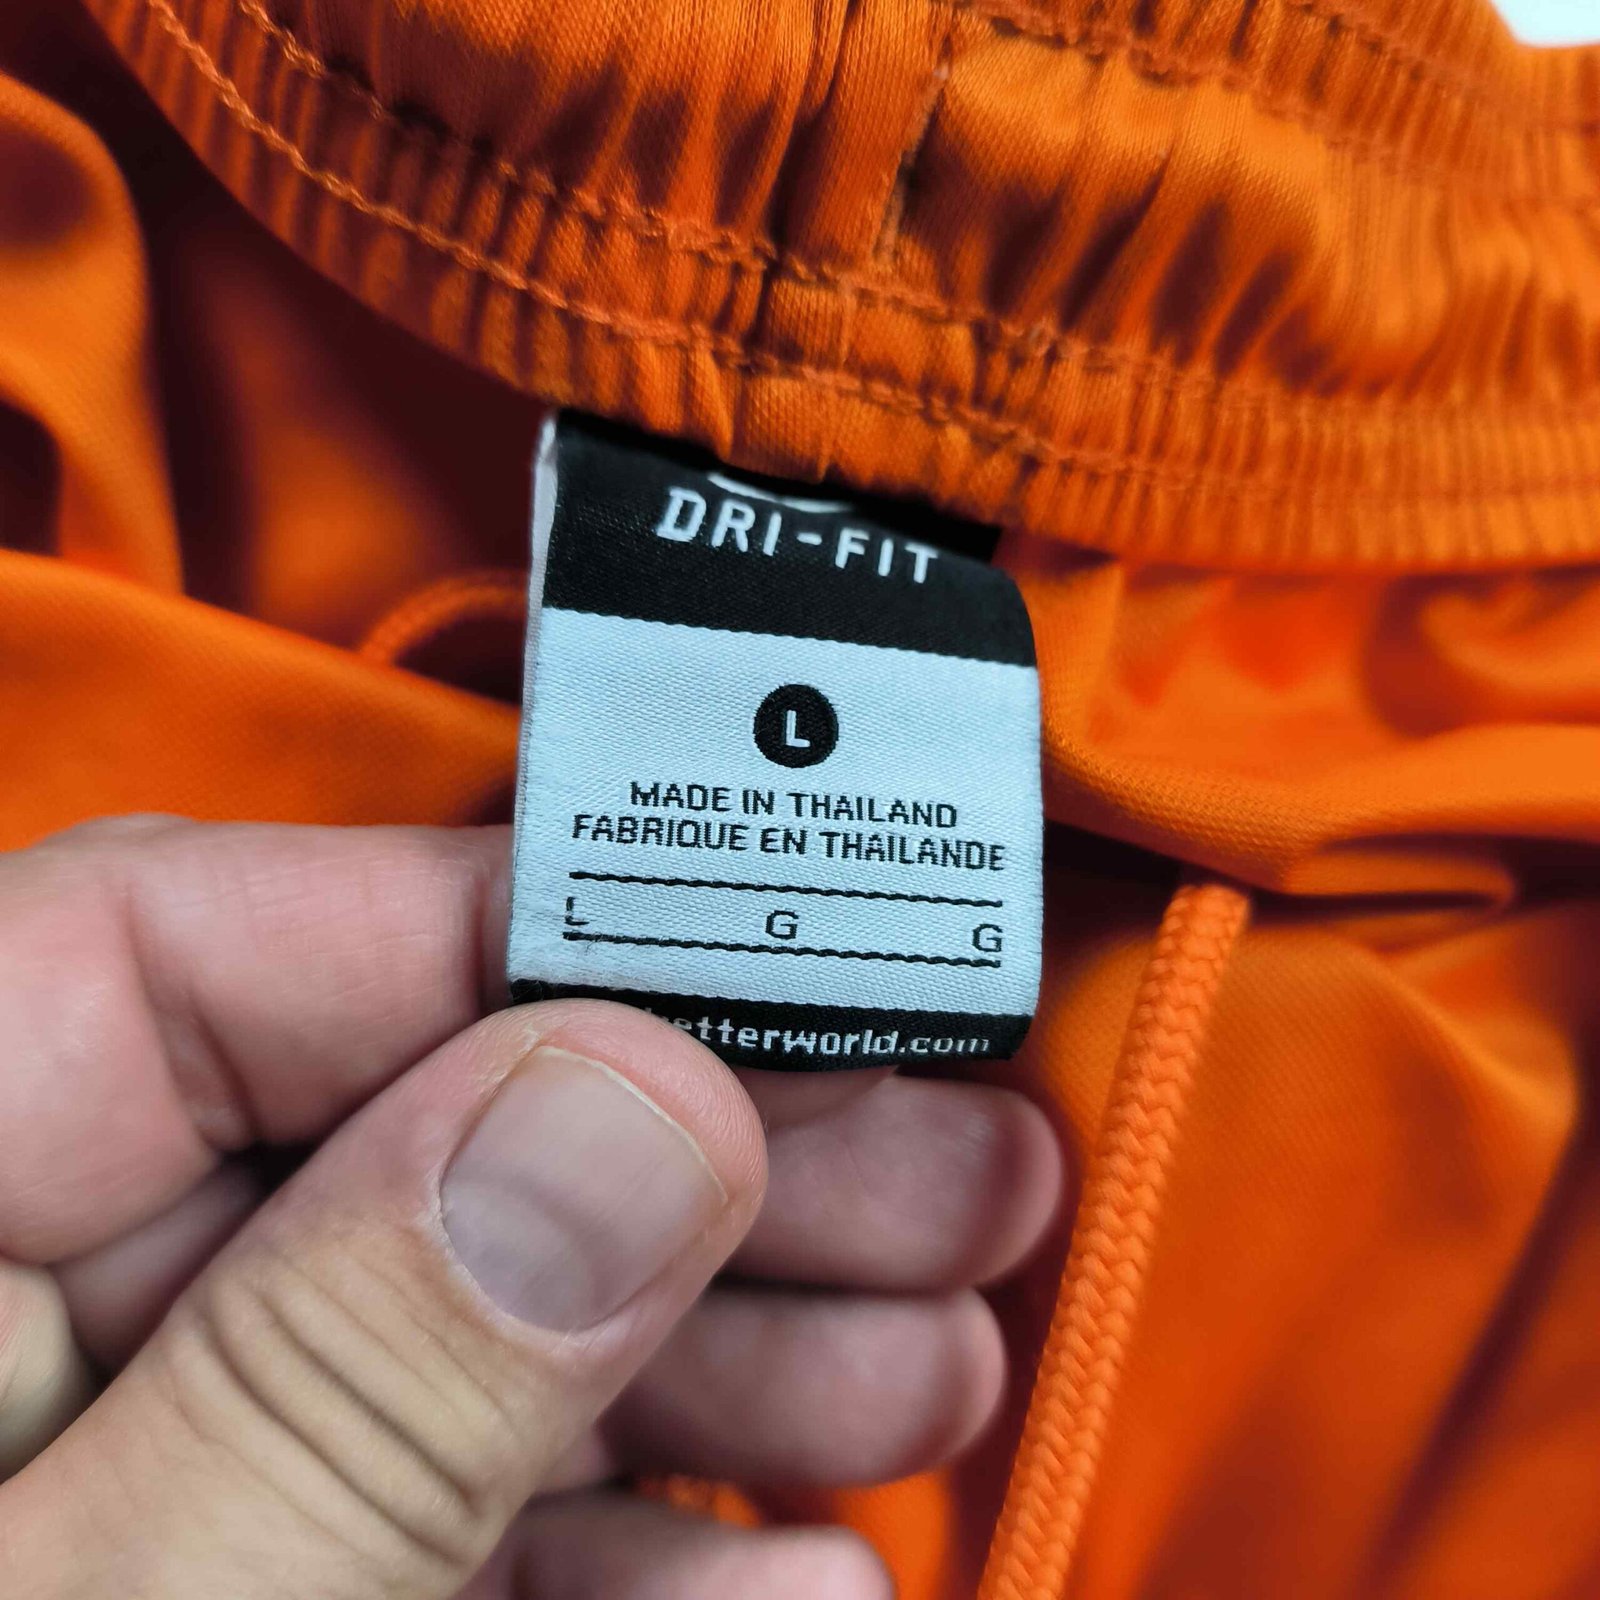 DRI-FIT
L
MADE IN THAILAND
FABRIQUE EN THAILANDE
L G G
betterworld.com